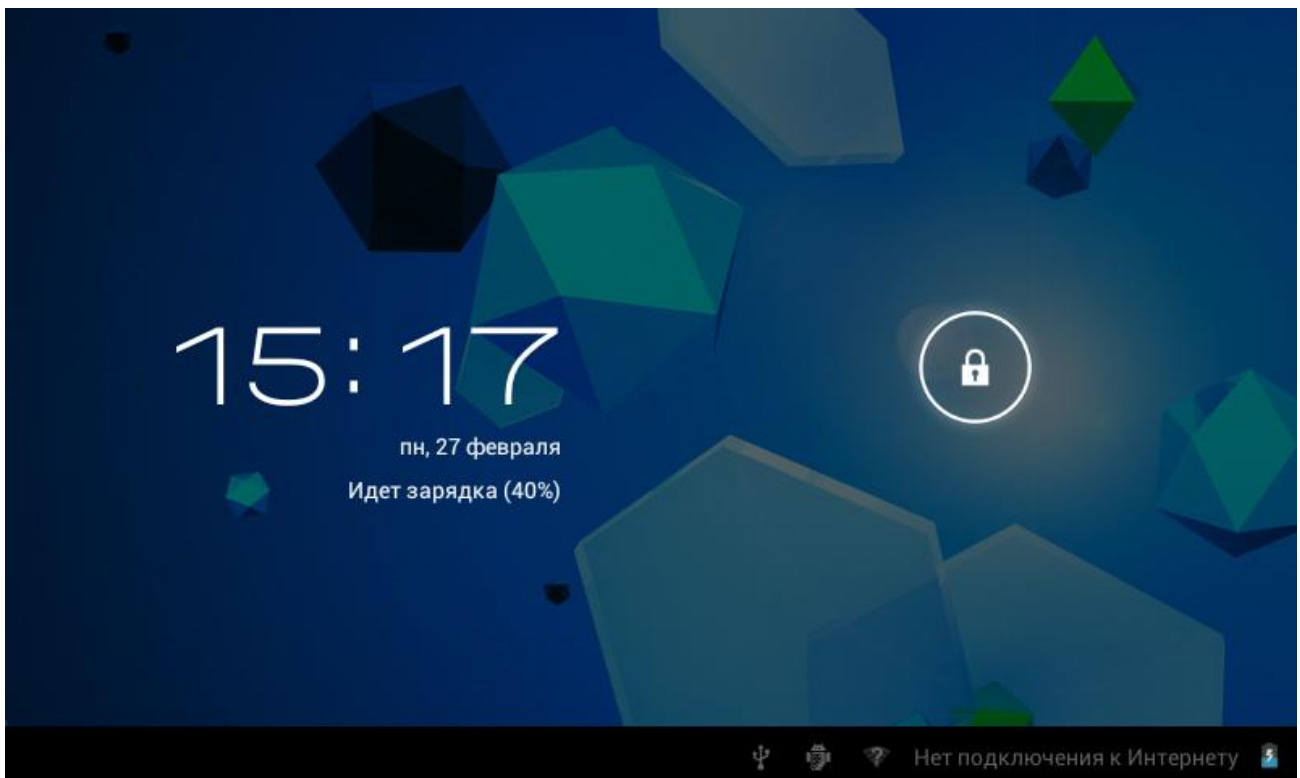 15:17
пн, 27 февраля
Идет зарядка (40%)
Нет подключения к Интернету